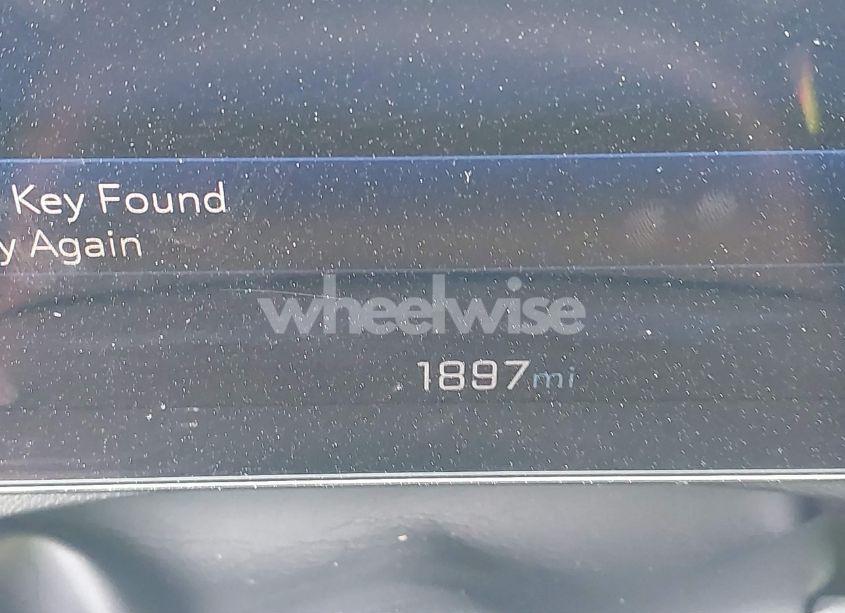 Key Found
y Again
wheelwise
1897mi